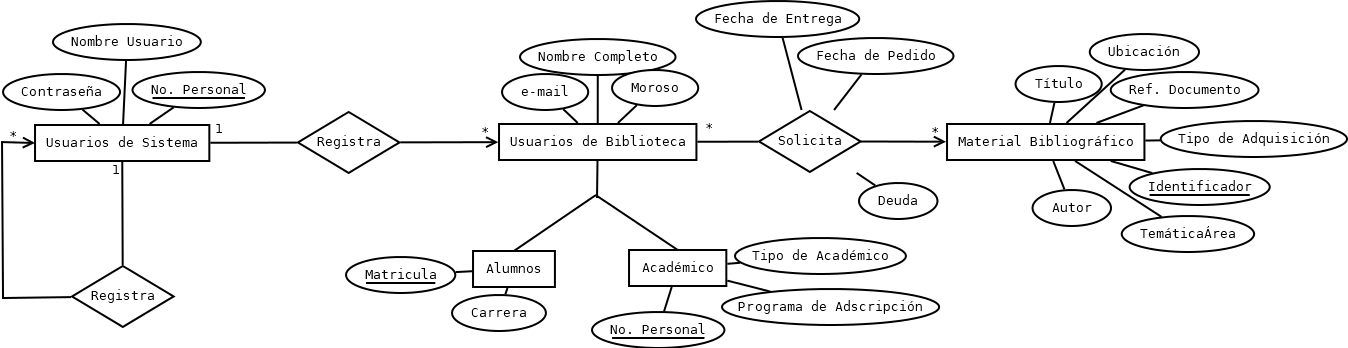 Fecha de Entrega
Nombre Usuario
Nombre Completo
Fecha de Pedido
Ubicación
Contraseña
No. Personal
e-mail
Moroso
Título
Ref. Documento
*
1
*
*
*
Usuarios de Sistema
Registra
Usuarios de Biblioteca
Solicita
Material Bibliográfico
Tipo de Adquisición
1
Identificador
Deuda
Autor
TemáticaÁrea
Registra
Matricula
Alumnos
Académico
Tipo de Académico
Carrera
Programa de Adscripción
No. Personal